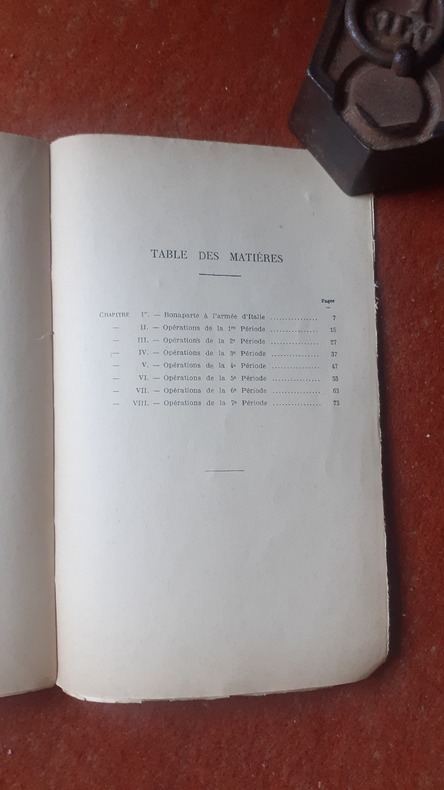 TABLE DES MATIÈRES
Pages
CHAPITRE Iᵉʳ. — Bonaparte à l'armée d'Italie ................ 7
— II. — Opérations de la 1ʳᵉ Période ................ 18
— III. — Opérations de la 2ᵉ Période ................ 27
— IV. — Opérations de la 3ᵉ Période ................ 37
— V. — Opérations de la 4ᵉ Période ................ 47
— VI. — Opérations de la 5ᵉ Période ................ 55
— VII. — Opérations de la 6ᵉ Période ................ 63
— VIII. — Opérations de la 7ᵉ Période ................ 73